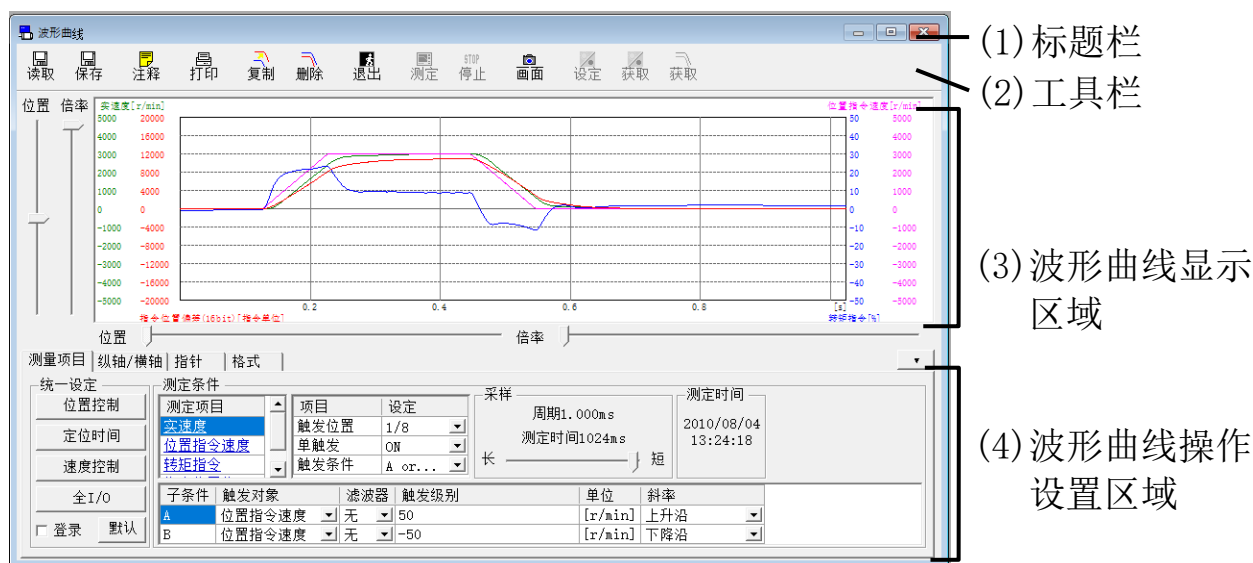 波形曲线
(1)标题栏
读取 保存 注释 打印 复制 删除 退出 测定 STOP 停止 画面 设定 获取 获取
(2)工具栏
位置 倍率
实速度[r/min] 位置指令速度[r/min]
5000 20000 50 5000
4000 16000 40 4000
3000 12000 30 3000
2000 8000 20 2000
1000 4000 10 1000
0 0 0 0
-1000 -4000 -10 -1000
-2000 -8000 -20 -2000
-3000 -12000 -30 -3000
-4000 -16000 -40 -4000
-5000 -20000 0.2 0.4 0.6 0.8 [s] -50 -5000
指令位置偏差(16bit)[指令单位] 转矩指令[%]
(3)波形曲线显示
区域
位置 倍率
测量项目 纵轴/横轴 指针 格式
统一设定
位置控制
定位时间
速度控制
全I/O
登录 默认
测定条件
测定项目
实速度
位置指令速度
转矩指令
项目 设定
触发位置 1/8
单触发 ON
触发条件 A or...
采样
周期1.000ms
测定时间1024ms
长 短
测定时间
2010/08/04
13:24:18
子条件 触发对象 滤波器 触发级别 单位 斜率
A 位置指令速度 无 50 [r/min] 上升沿
B 位置指令速度 无 -50 [r/min] 下降沿
(4)波形曲线操作
设置区域